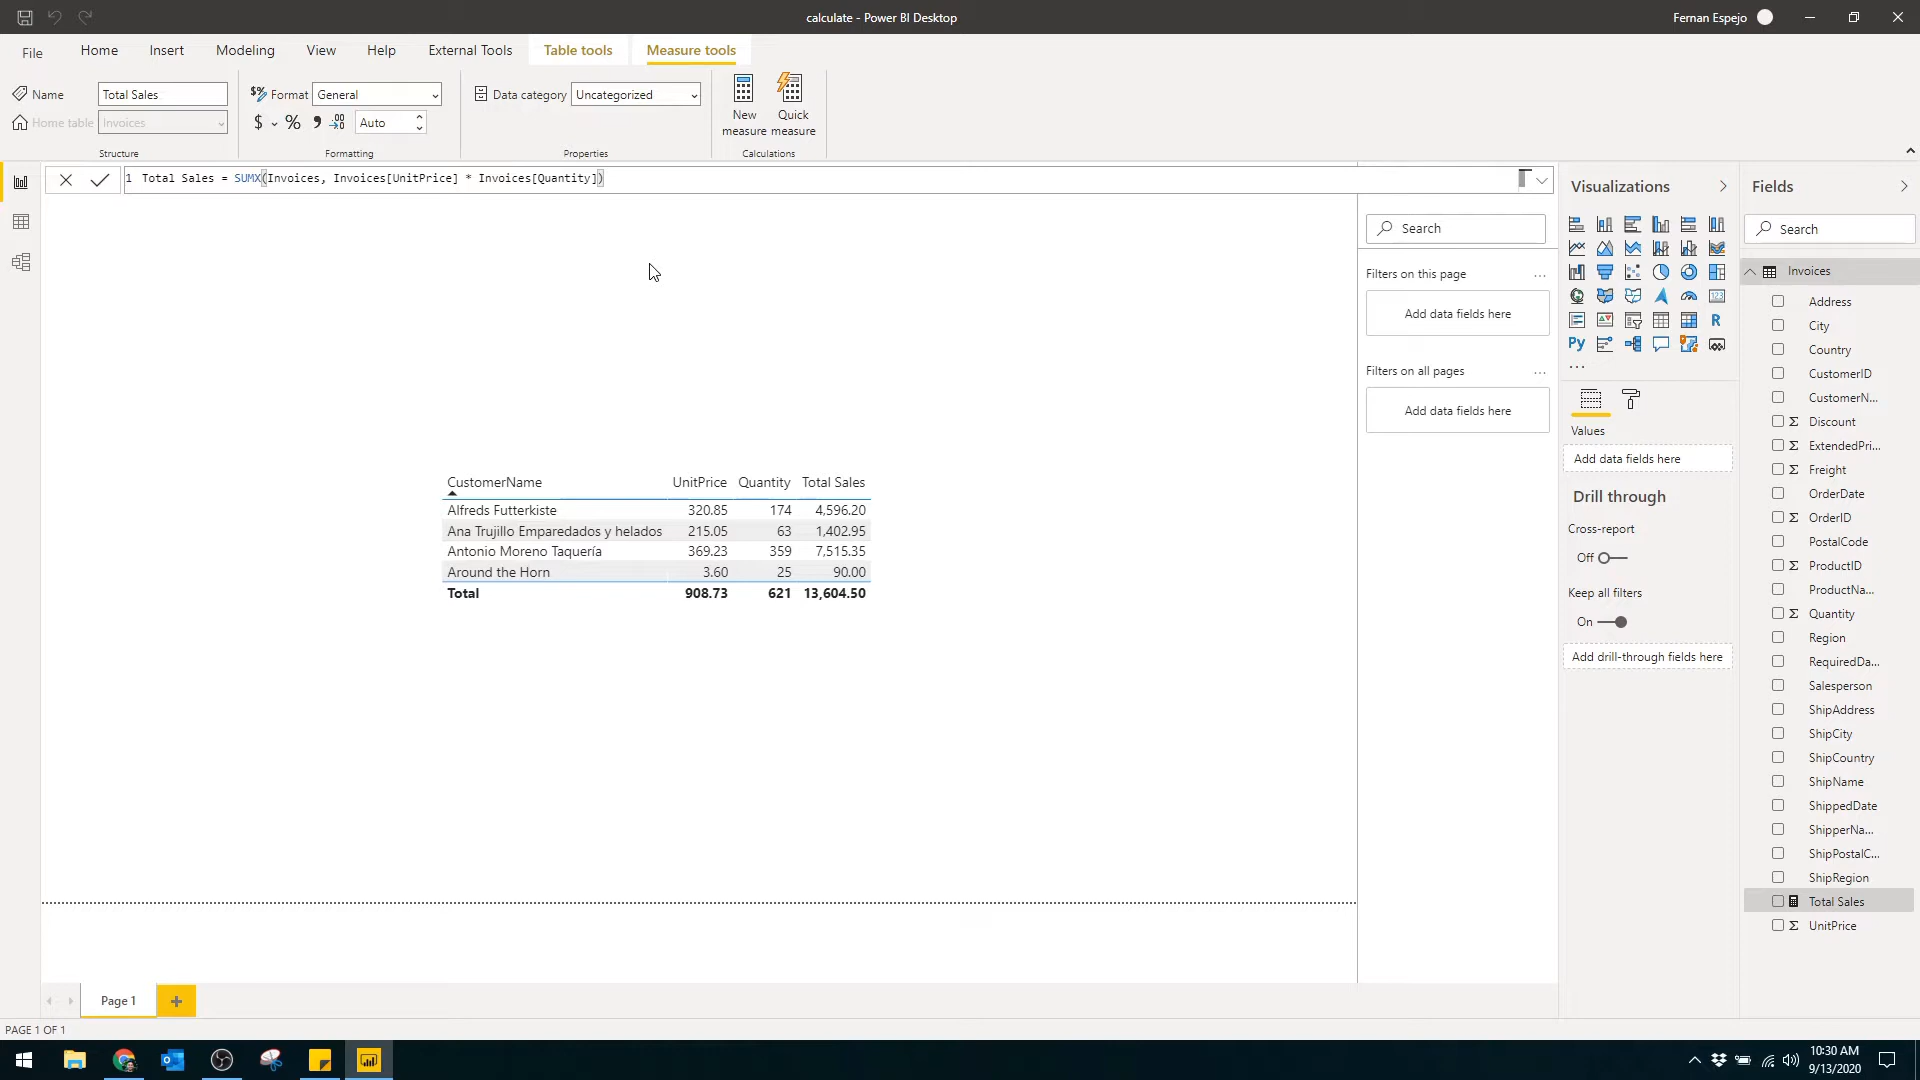 calculate - Power BI Desktop
Fernan Espejo
File
Home
Insert
Modeling
View
Help
External Tools
Table tools
Measure tools
Name
Total Sales
Home table
Invoices
Structure
$% Format
General
$ % , Auto
Formatting
Data category
Uncategorized
Properties
New measure
Quick measure
Calculations
1 Total Sales = SUMX(Invoices, Invoices[UnitPrice] * Invoices[Quantity])
CustomerName UnitPrice Quantity Total Sales
Alfreds Futterkiste 320.85 174 4,596.20
Ana Trujillo Emparedados y helados 215.05 63 1,402.95
Antonio Moreno Taquería 369.23 359 7,515.35
Around the Horn 3.60 25 90.00
Total 908.73 621 13,604.50
Search
Filters on this page ...
Add data fields here
Filters on all pages ...
Add data fields here
Visualizations
123
R
Py
...
Values
Add data fields here
Drill through
Cross-report
Off
Keep all filters
On
Add drill-through fields here
Fields
Search
Invoices
Address
City
Country
CustomerID
CustomerN...
Σ Discount
Σ ExtendedPri...
Σ Freight
OrderDate
Σ OrderID
PostalCode
Σ ProductID
ProductNa...
Σ Quantity
Region
RequiredDa...
Salesperson
ShipAddress
ShipCity
ShipCountry
ShipName
ShippedDate
ShipperNa...
ShipPostalC...
ShipRegion
Total Sales
Σ UnitPrice
Page 1
+
PAGE 1 OF 1
10:30 AM
9/13/2020